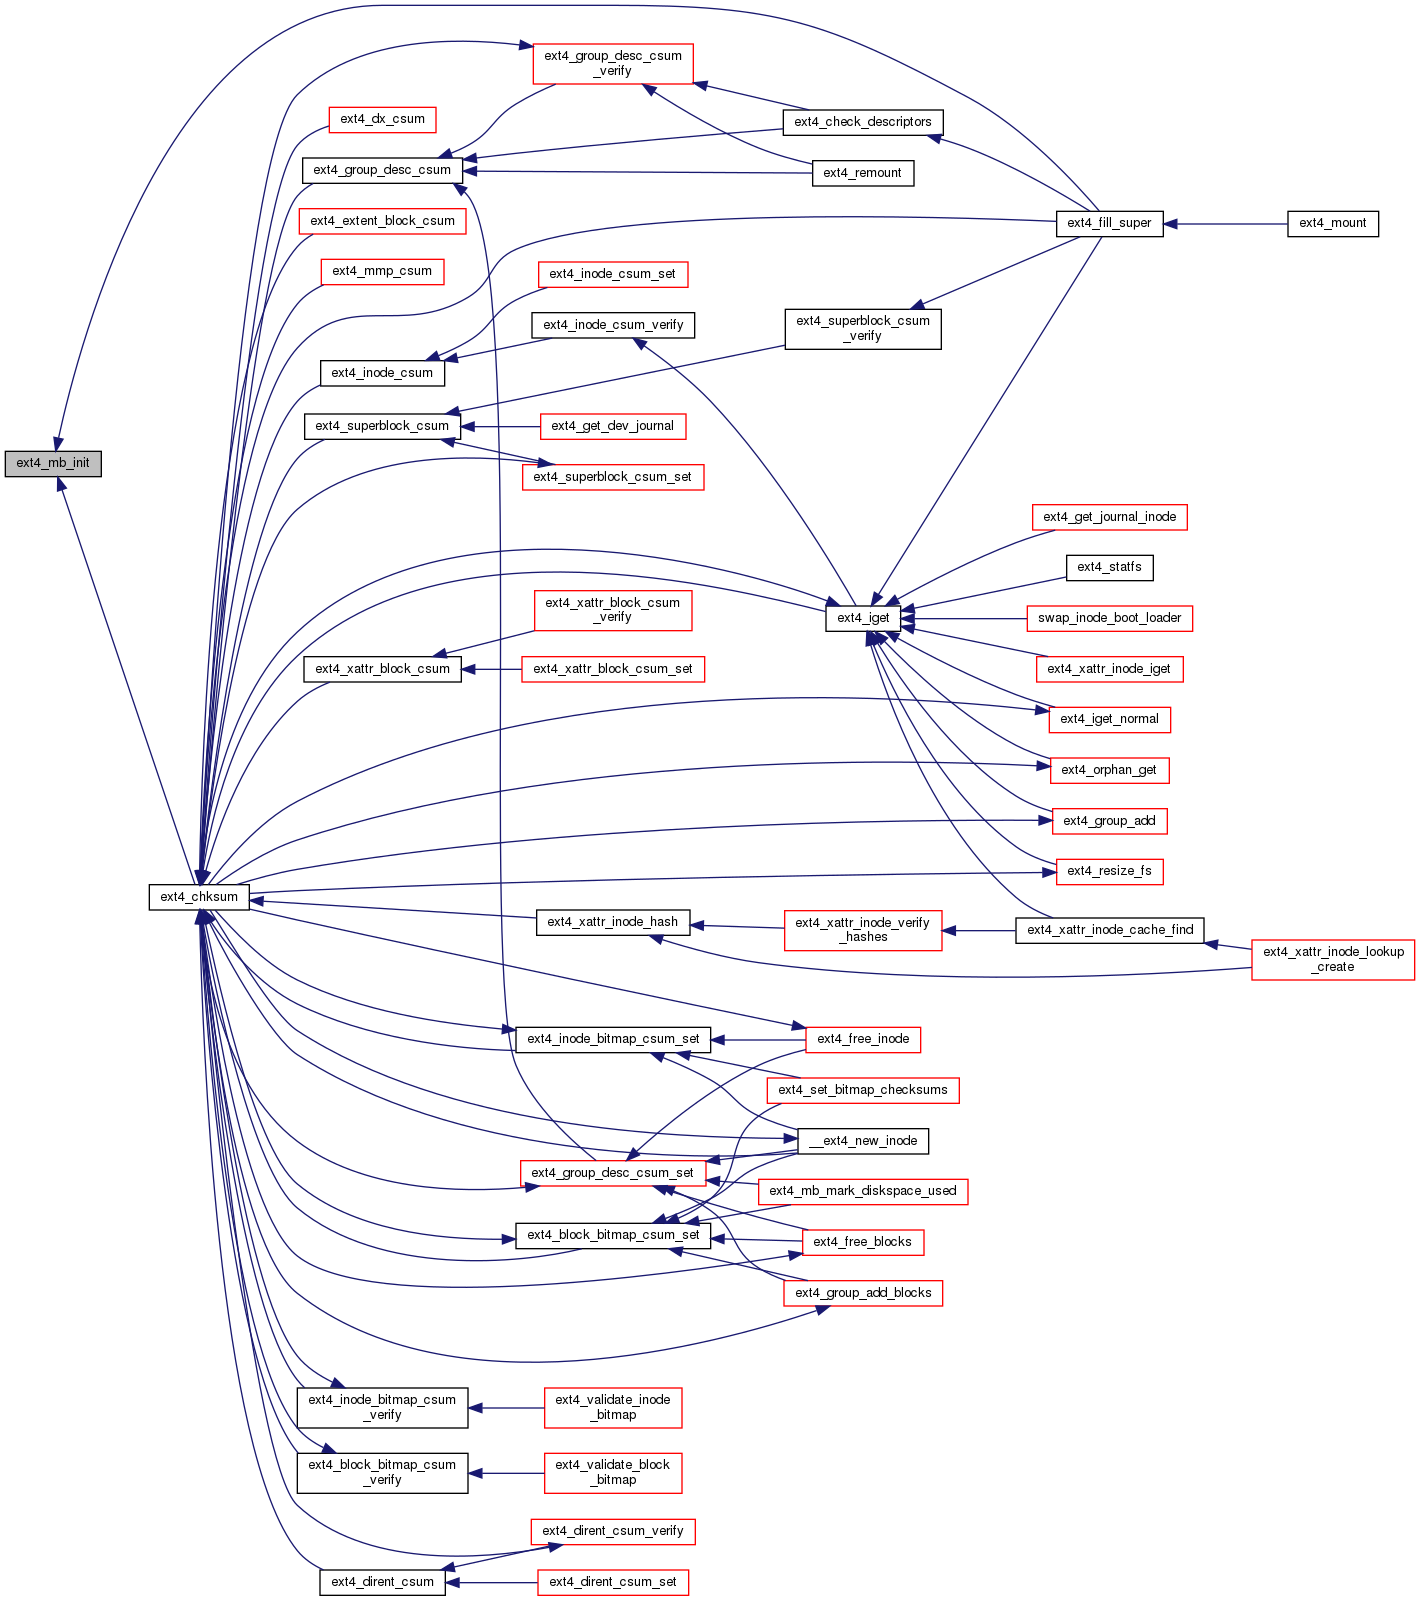 ext4_group_desc_csum
_verify
ext4_dx_csum
ext4_check_descriptors
ext4_group_desc_csum
ext4_remount
ext4_extent_block_csum
ext4_fill_super
ext4_mount
ext4_mmp_csum
ext4_inode_csum_set
ext4_inode_csum_verify
ext4_superblock_csum
_verify
ext4_inode_csum
ext4_superblock_csum
ext4_get_dev_journal
ext4_mb_init
ext4_superblock_csum_set
ext4_get_journal_inode
ext4_statfs
ext4_xattr_block_csum
_verify
ext4_iget
swap_inode_boot_loader
ext4_xattr_block_csum
ext4_xattr_block_csum_set
ext4_xattr_inode_iget
ext4_iget_normal
ext4_orphan_get
ext4_group_add
ext4_resize_fs
ext4_chksum
ext4_xattr_inode_hash
ext4_xattr_inode_verify
_hashes
ext4_xattr_inode_cache_find
ext4_xattr_inode_lookup
_create
ext4_inode_bitmap_csum_set
ext4_free_inode
ext4_set_bitmap_checksums
__ext4_new_inode
ext4_group_desc_csum_set
ext4_mb_mark_diskspace_used
ext4_block_bitmap_csum_set
ext4_free_blocks
ext4_group_add_blocks
ext4_inode_bitmap_csum
_verify
ext4_validate_inode
_bitmap
ext4_block_bitmap_csum
_verify
ext4_validate_block
_bitmap
ext4_dirent_csum_verify
ext4_dirent_csum
ext4_dirent_csum_set